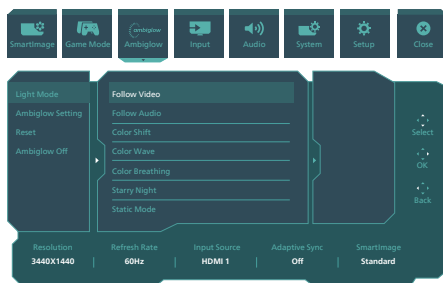 ambiglow
SmartImage Game Mode Ambiglow Input Audio System Setup Close
Light Mode
Ambiglow Setting
Reset
Ambiglow Off
Follow Video
Follow Audio
Color Shift
Color Wave
Color Breathing
Starry Night
Static Mode
Select
OK
Back
Resolution Refresh Rate Input Source Adaptive Sync SmartImage
3440X1440 | 60Hz | HDMI 1 | Off | Standard